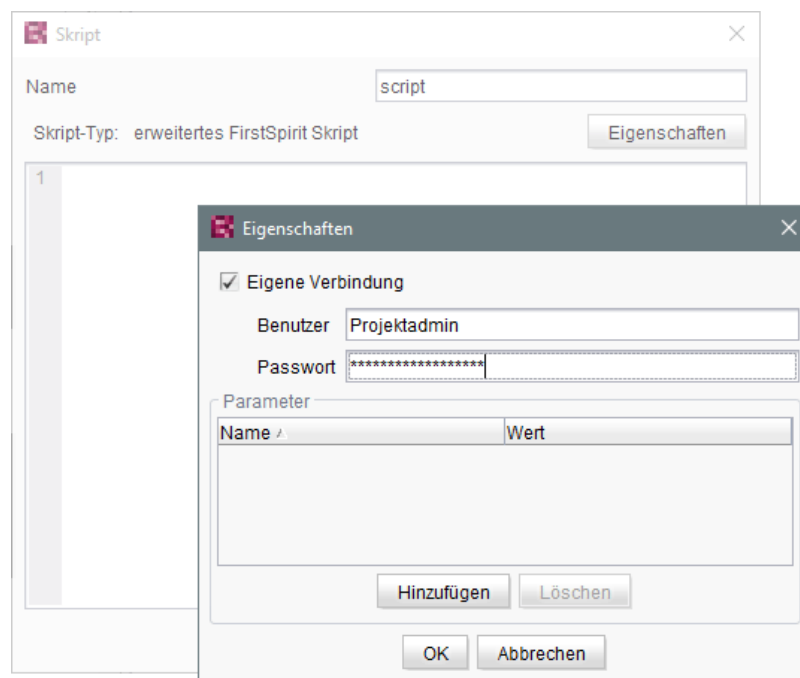 Skript
Name script
Skript-Typ: erweitertes FirstSpirit Skript Eigenschaften
1
Eigenschaften
Eigene Verbindung
Benutzer Projektadmin
Passwort ******************
Parameter
Name Wert
Hinzufügen Löschen
OK Abbrechen